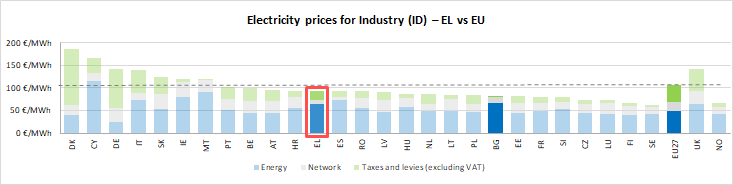 Electricity prices for Industry (ID) – EL vs EU
200 €/MWh
150 €/MWh
100 €/MWh
50 €/MWh
0 €/MWh
DK CY DE IT SK IE MT PT BE AT HR EL ES RO LV HU NL LT PL BG EE FR SI CZ LU FI SE EU27 UK NO
Energy Network Taxes and levies (excluding VAT)